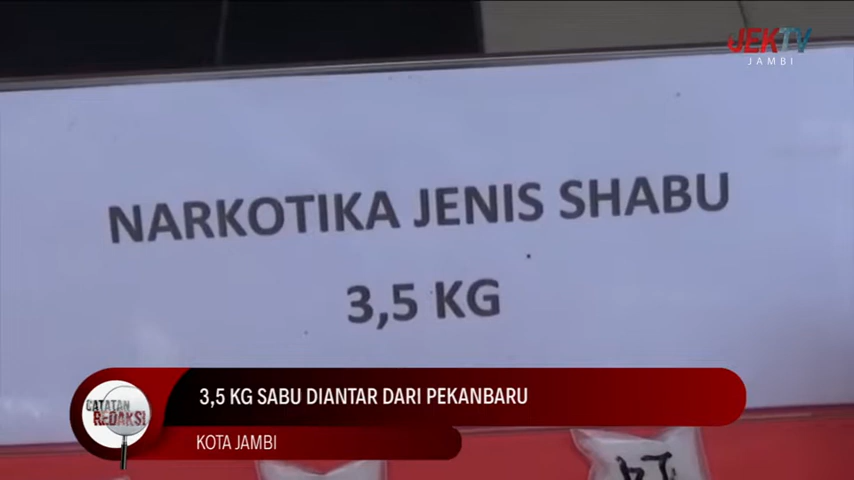 JEKTV
JAMBI
NARKOTIKA JENIS SHABU
3,5 KG
3,5 KG SABU DIANTAR DARI PEKANBARU
CATATAN
REDAKSI
KOTA JAMBI